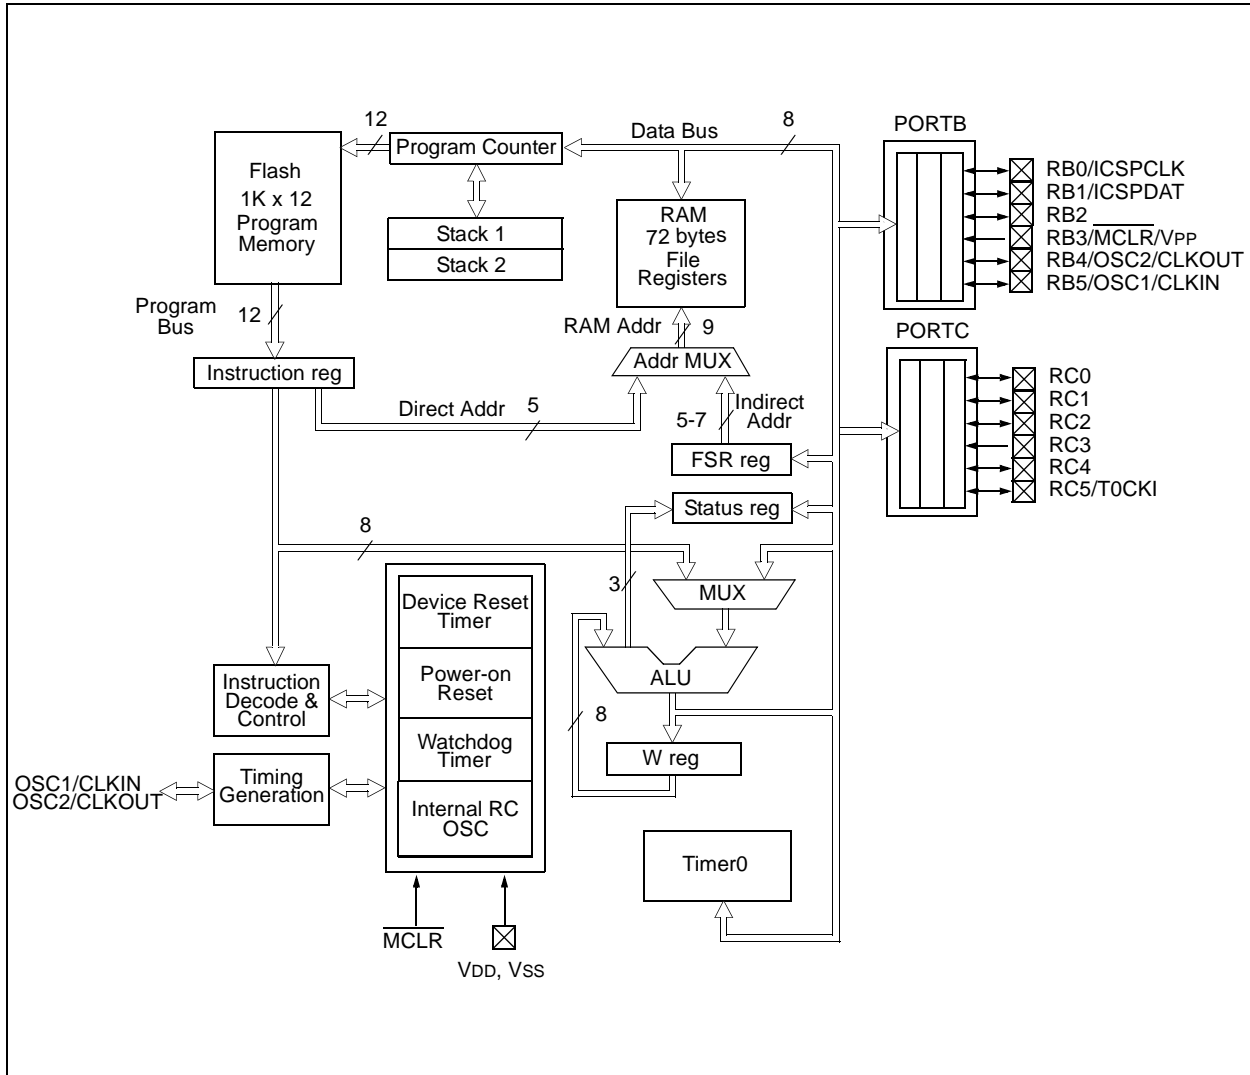 12
Program Counter
Data Bus
8
PORTB
Flash
1K x 12
Program
Memory
Stack 1
Stack 2
RAM
72 bytes
File
Registers
RB0/ICSPCLK
RB1/ICSPDAT
RB2
RB3/MCLR/VPP
RB4/OSC2/CLKOUT
RB5/OSC1/CLKIN
Program
Bus
12
RAM Addr
9
PORTC
Instruction reg
Addr MUX
Direct Addr
5
5-7
Indirect
Addr
RC0
RC1
RC2
RC3
RC4
RC5/T0CKI
FSR reg
Status reg
8
3
MUX
Device Reset
Timer
Power-on
Reset
Watchdog
Timer
Internal RC
OSC
ALU
Instruction
Decode &
Control
8
W reg
OSC1/CLKIN
OSC2/CLKOUT
Timing
Generation
Timer0
MCLR
VDD, VSS